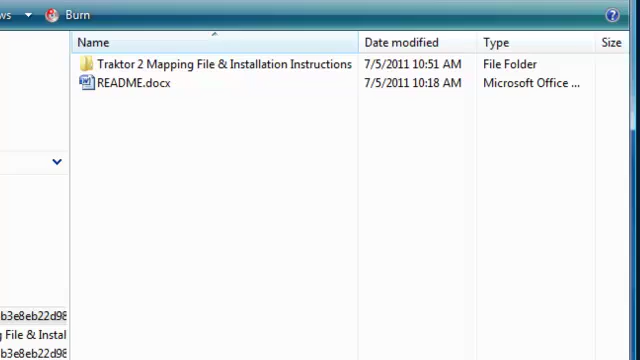 ws Burn
Name Date modified Type Size
Traktor 2 Mapping File & Installation Instructions 7/5/2011 10:51 AM File Folder
README.docx 7/5/2011 10:18 AM Microsoft Office ...
b3e8eb22d98
g File & Instal
b3e8eb22d98